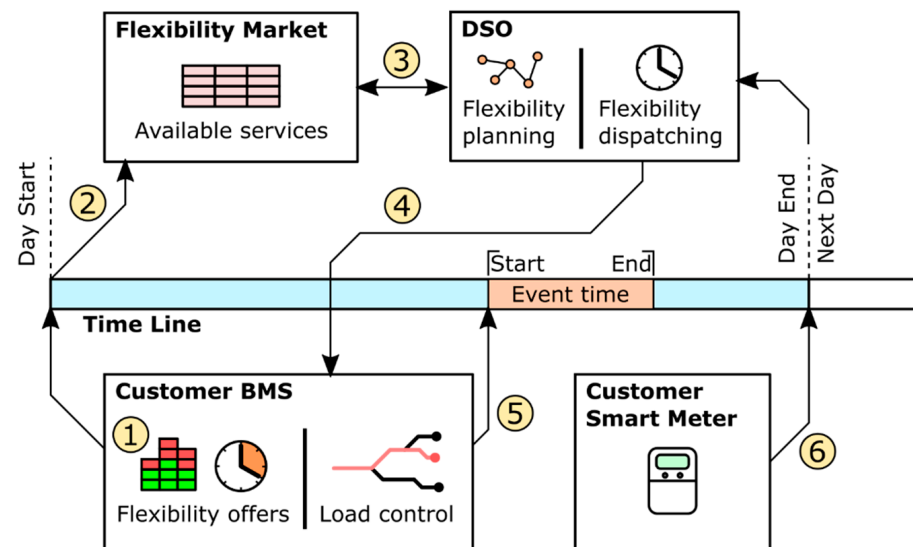 Flexibility Market
Available services
3
DSO
Flexibility
planning
Flexibility
dispatching
Day Start
2
4
Day End
Next Day
Start
End
Event time
Time Line
Customer BMS
1
Flexibility offers
Load control
5
Customer
Smart Meter
6